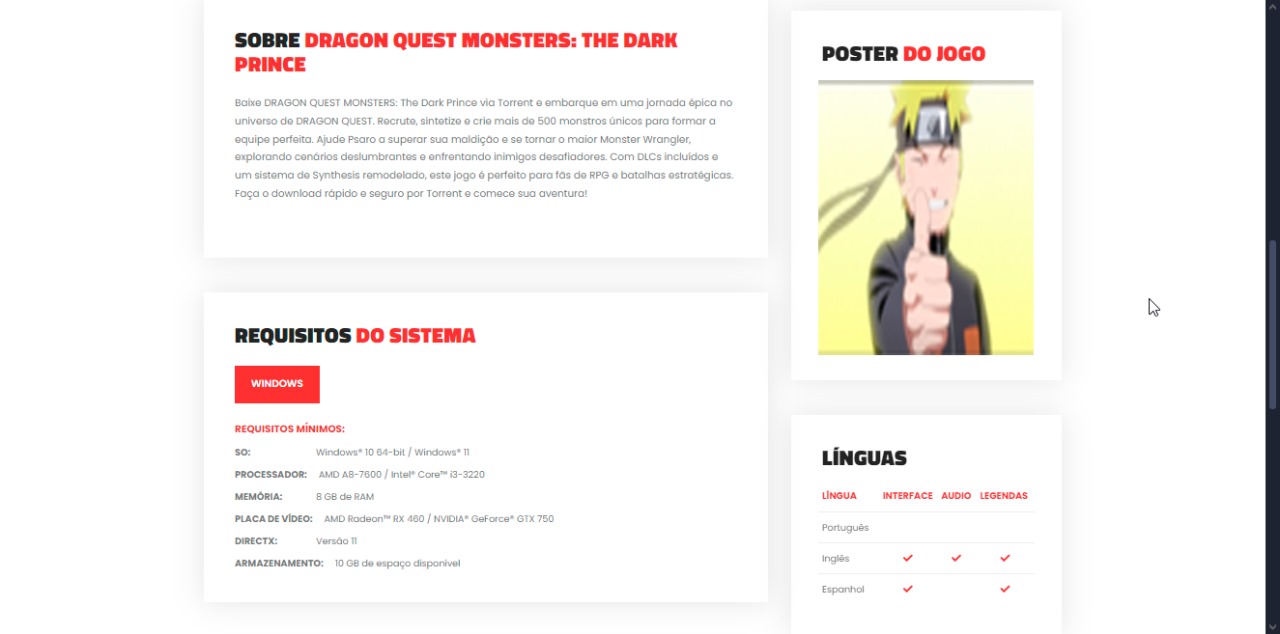 SOBRE DRAGON QUEST MONSTERS: THE DARK
PRINCE
Baixe DRAGON QUEST MONSTERS: The Dark Prince via Torrent e embarque em uma jornada épica no
universo de DRAGON QUEST. Recrute, sintetize e crie mais de 500 monstros únicos para formar a
equipe perfeita. Ajude Psaro a superar sua maldição e se tornar o maior Monster Wrangler,
explorando cenários deslumbrantes e enfrentando inimigos desafiadores. Com DLCs incluídos e
um sistema de Synthesis remodelado, este jogo é perfeito para fãs de RPG e batalhas estratégicas.
Faça o download rápido e seguro por Torrent e comece sua aventura!
REQUISITOS DO SISTEMA
WINDOWS
REQUISITOS MÍNIMOS:
SO: Windows® 10 64-bit / Windows® 11
PROCESSADOR: AMD A8-7600 / Intel® Core™ i3-3220
MEMÓRIA: 8 GB de RAM
PLACA DE VÍDEO: AMD Radeon™ RX 460 / NVIDIA® GeForce® GTX 750
DIRECTX: Versão 11
ARMAZENAMENTO: 10 GB de espaço disponível
POSTER DO JOGO
LÍNGUAS
LÍNGUA INTERFACE AUDIO LEGENDAS
Português
Inglês
Espanhol